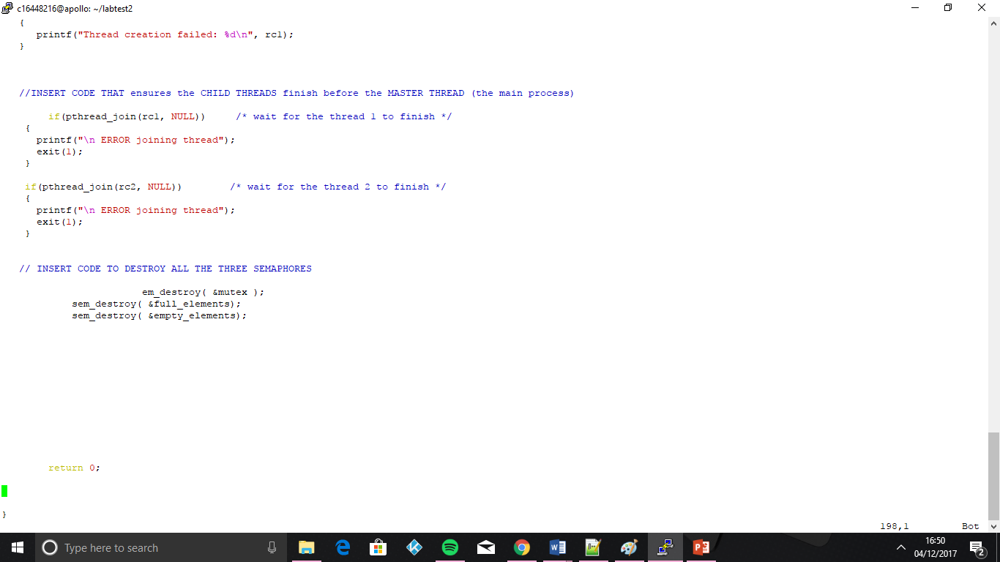 c16448216@apollo: ~/labtest2
{
printf("Thread creation failed: %d\n", rc1);
}
//INSERT CODE THAT ensures the CHILD THREADS finish before the MASTER THREAD (the main process)
if(pthread_join(rc1, NULL)) /* wait for the thread 1 to finish */
{
printf("\n ERROR joining thread");
exit(1);
}
if(pthread_join(rc2, NULL)) /* wait for the thread 2 to finish */
{
printf("\n ERROR joining thread");
exit(1);
}
// INSERT CODE TO DESTROY ALL THE THREE SEMAPHORES
em_destroy( &mutex );
sem_destroy( &full_elements);
sem_destroy( &empty_elements);
return 0;
}
198,1 Bot
Type here to search
16:50
04/12/2017
2